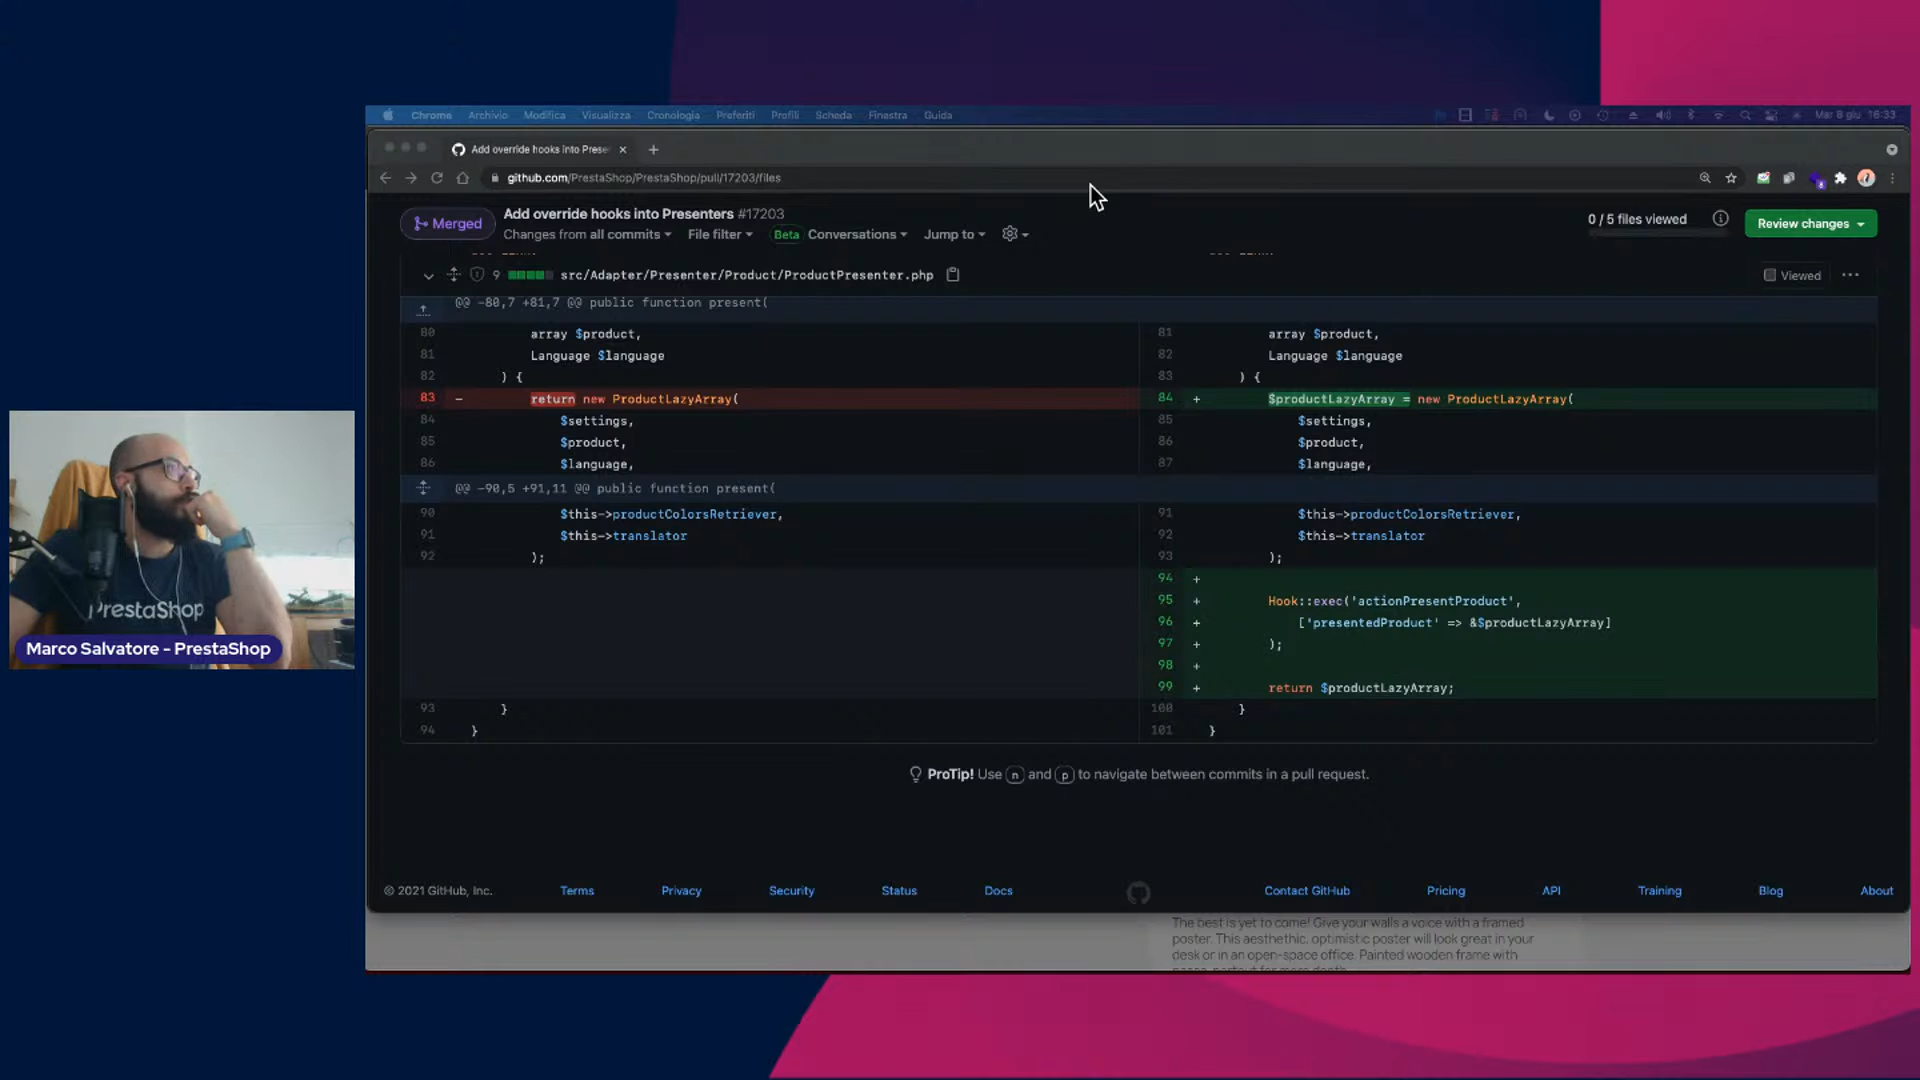 Chrome Archivio Modifica Visualizza Cronologia Preferiti Profili Scheda Finestra Guida Mar 8 giu 16:33
Add override hooks into Prese
github.com/PrestaShop/PrestaShop/pull/17203/files
Merged
Add override hooks into Presenters #17203
Changes from all commits File filter Beta Conversations Jump to
0 / 5 files viewed
Review changes
9 src/Adapter/Presenter/Product/ProductPresenter.php
Viewed
@@ -80,7 +81,7 @@ public function present(
80 array $product, 81 array $product,
81 Language $language 82 Language $language
82 ) { 83 ) {
83 - return new ProductLazyArray( 84 + $productLazyArray = new ProductLazyArray(
84 $settings, 85 $settings,
85 $product, 86 $product,
86 $language, 87 $language,
@@ -90,5 +91,11 @@ public function present(
90 $this->productColorsRetriever, 91 $this->productColorsRetriever,
91 $this->translator 92 $this->translator
92 ); 93 );
94 +
95 + Hook::exec('actionPresentProduct',
96 + ['presentedProduct' => &$productLazyArray]
97 + );
98 +
99 + return $productLazyArray;
93 } 100 }
94 } 101 }
ProTip! Use n and p to navigate between commits in a pull request.
© 2021 GitHub, Inc. Terms Privacy Security Status Docs Contact GitHub Pricing API Training Blog About
The best is yet to come! Give your walls a voice with a framed
poster. This aesthethic, optimistic poster will look great in your
desk or in an open-space office. Painted wooden frame with
PrestaShop
Marco Salvatore - PrestaShop